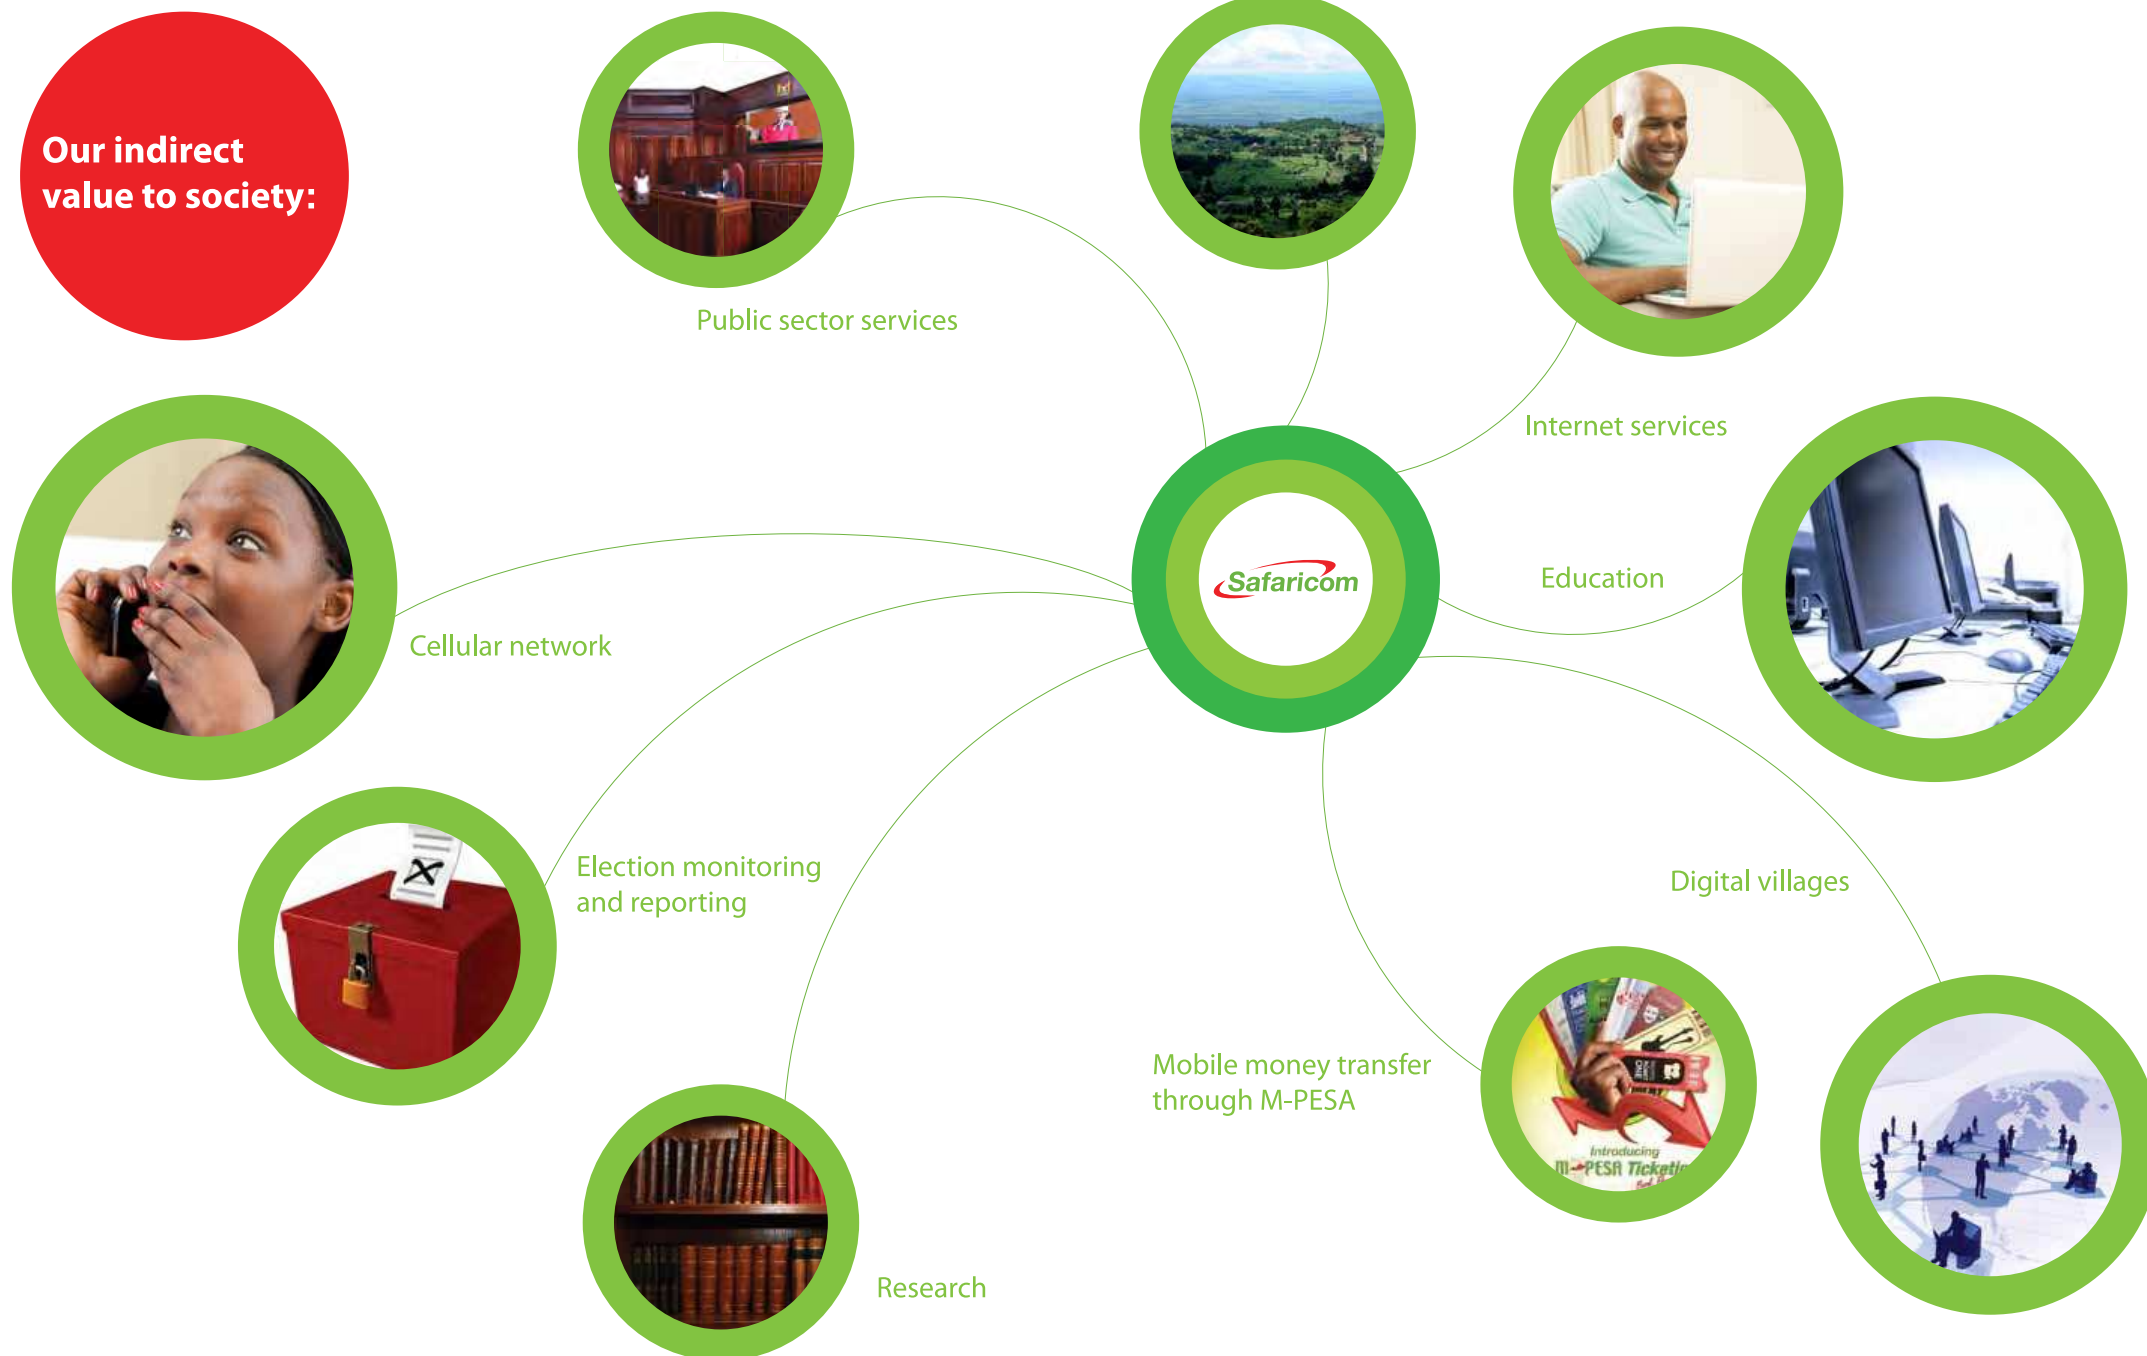 Our indirect
value to society:
Public sector services
Internet services
Safaricom
Education
Cellular network
Election monitoring
and reporting
Digital villages
Mobile money transfer
through M-PESA
Introducing
M-PESA
Research